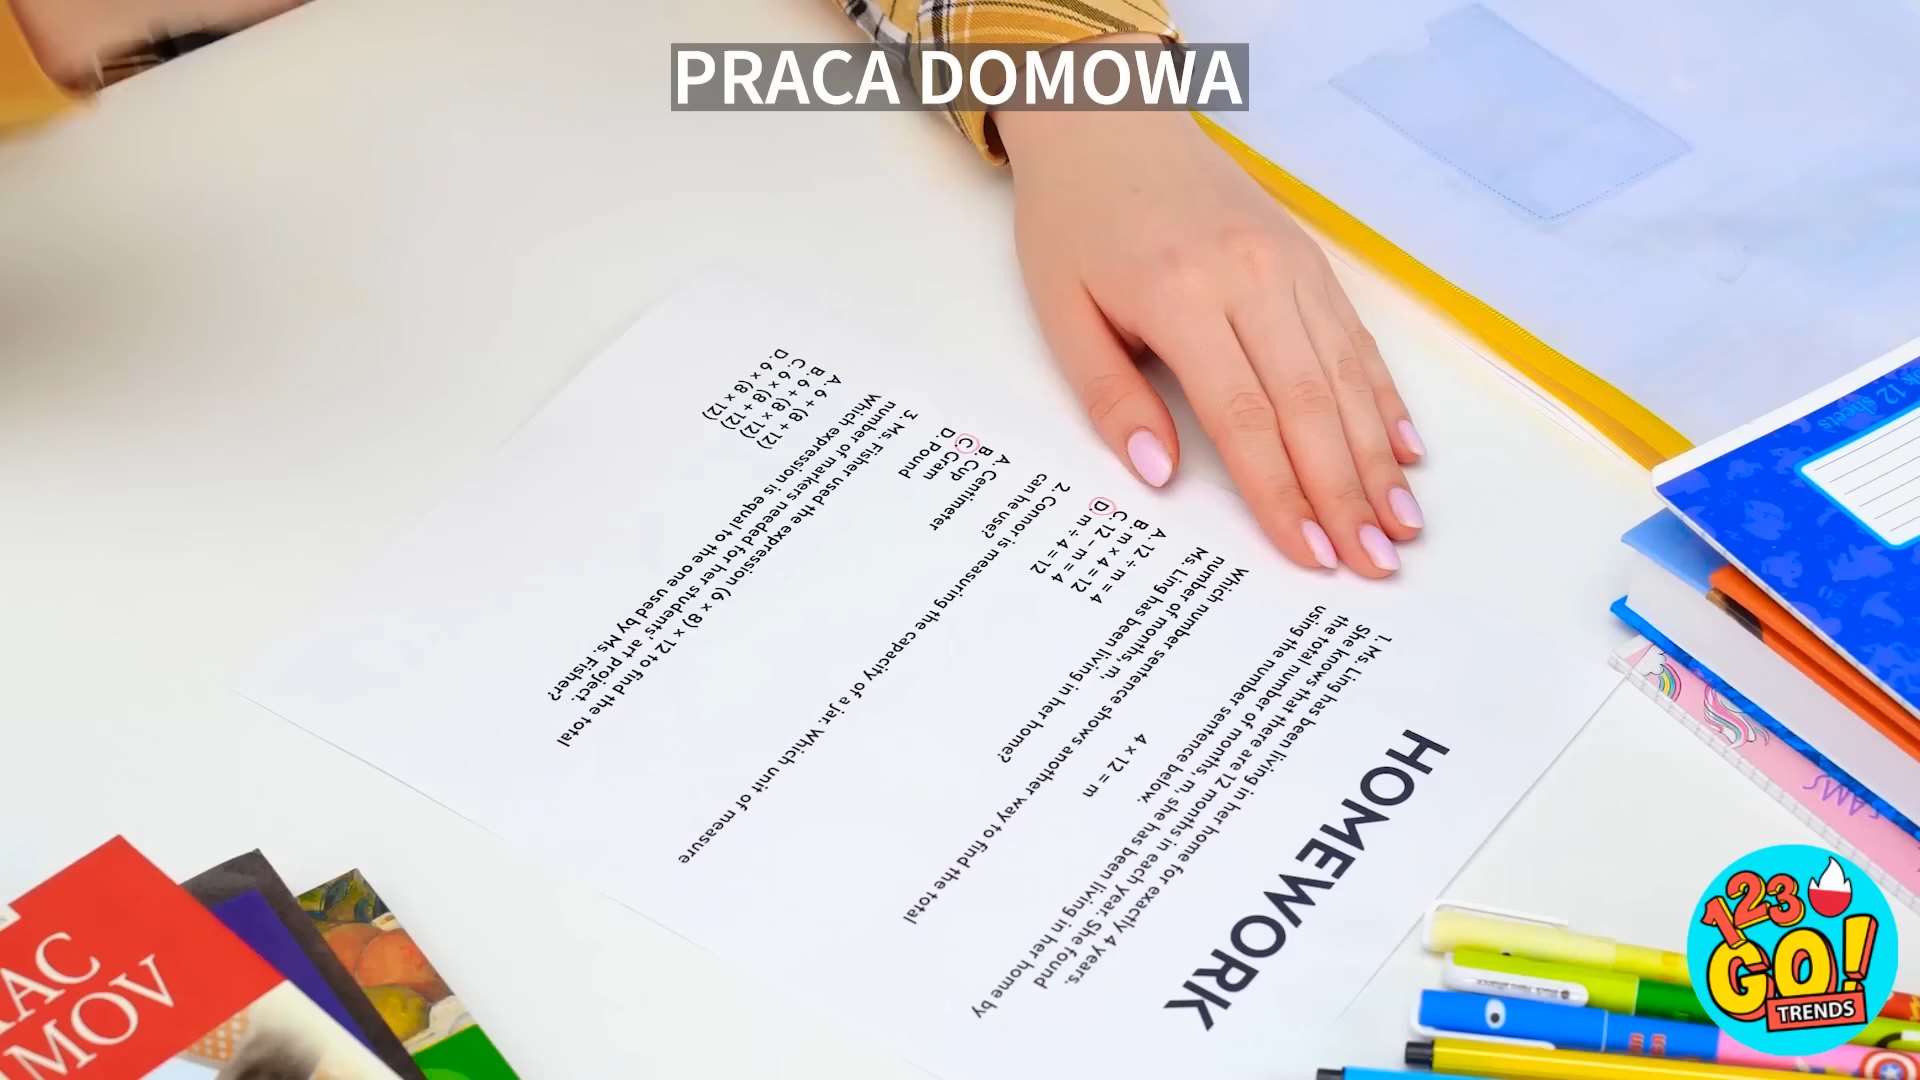 PRACA DOMOWA
HOMEWORK
1. Ms. Ling has been living in her home for exactly 4 years.
She knows that there are 12 months in each year. She found
the total number of months, m, she has been living in her home by
using the number sentence below.
4 × 12 = m
Which number sentence shows another way to find the total
number of months, m,
Ms. Ling has been living in her home?
A. 12 ÷ m = 4
B. m × 4 = 12
C. 12 − m = 4
D. m ÷ 4 = 12
2. Connor is measuring the capacity of a jar. Which unit of measure
can he use?
A. Centimeter
B. Cup
C. Gram
D. Pound
3. Ms. Fisher used the expression (6 × 8) × 12 to find the total
number of markers needed for her students' art project.
Which expression is equal to the one used by Ms. Fisher?
A. 6 + (8 + 12)
B. 6 + (8 × 12)
C. 6 × (8 + 12)
D. 6 × (8 × 12)
12 sheets
AC
MOV
123
GO!
TRENDS